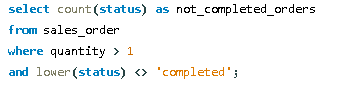 select count(status) as not_completed_orders
from sales_order
where quantity > 1
and lower(status) <> 'completed';